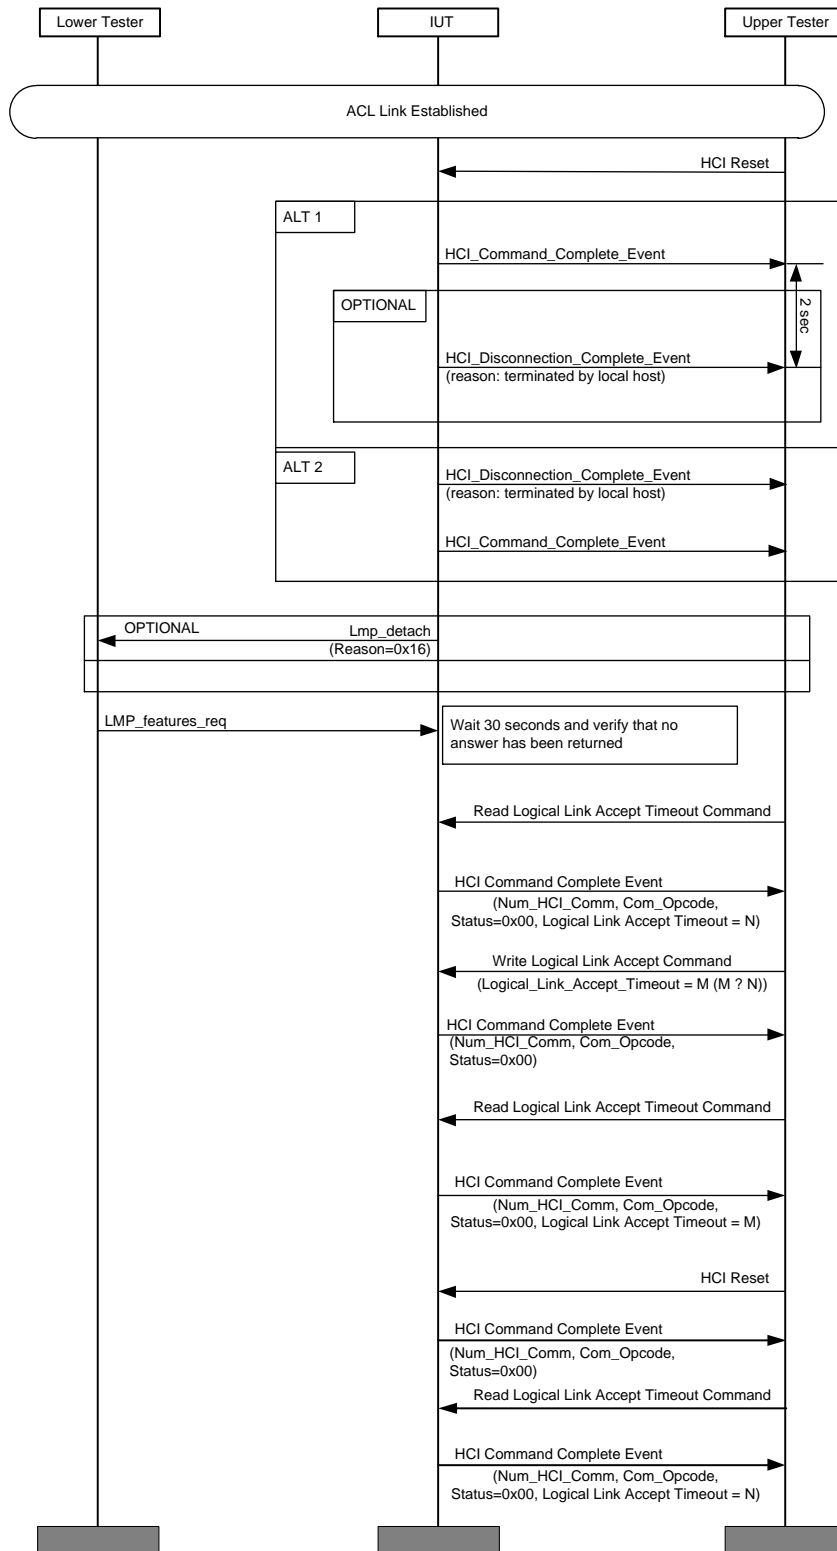 Lower Tester
IUT
Upper Tester
ACL Link Established
HCI Reset
ALT 1
HCI_Command_Complete_Event
OPTIONAL
2 sec
HCI_Disconnection_Complete_Event
(reason: terminated by local host)
ALT 2
HCI_Disconnection_Complete_Event
(reason: terminated by local host)
HCI_Command_Complete_Event
OPTIONAL
Lmp_detach
(Reason=0x16)
LMP_features_req
Wait 30 seconds and verify that no
answer has been returned
Read Logical Link Accept Timeout Command
HCI Command Complete Event
(Num_HCI_Comm, Com_Opcode,
Status=0x00, Logical Link Accept Timeout = N)
Write Logical Link Accept Command
(Logical_Link_Accept_Timeout = M (M ? N))
HCI Command Complete Event
(Num_HCI_Comm, Com_Opcode,
Status=0x00)
Read Logical Link Accept Timeout Command
HCI Command Complete Event
(Num_HCI_Comm, Com_Opcode,
Status=0x00, Logical Link Accept Timeout = M)
HCI Reset
HCI Command Complete Event
(Num_HCI_Comm, Com_Opcode,
Status=0x00)
Read Logical Link Accept Timeout Command
HCI Command Complete Event
(Num_HCI_Comm, Com_Opcode,
Status=0x00, Logical Link Accept Timeout = N)